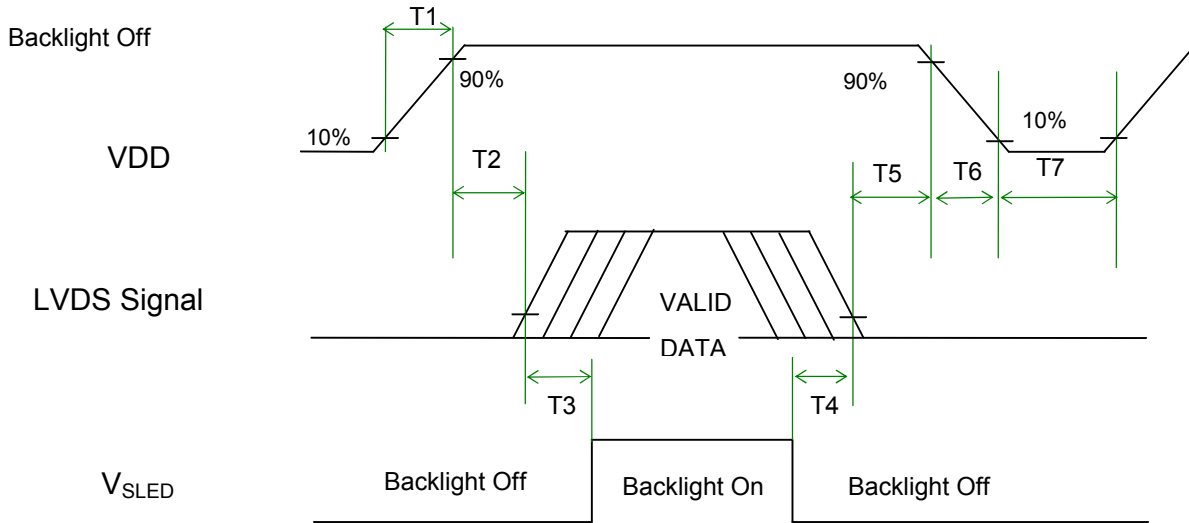 T1
Backlight Off
90%
90%
10%
10%
VDD
T2
T5
T6
T7
LVDS Signal
VALID
DATA
T3
T4
VSLED
Backlight Off
Backlight On
Backlight Off